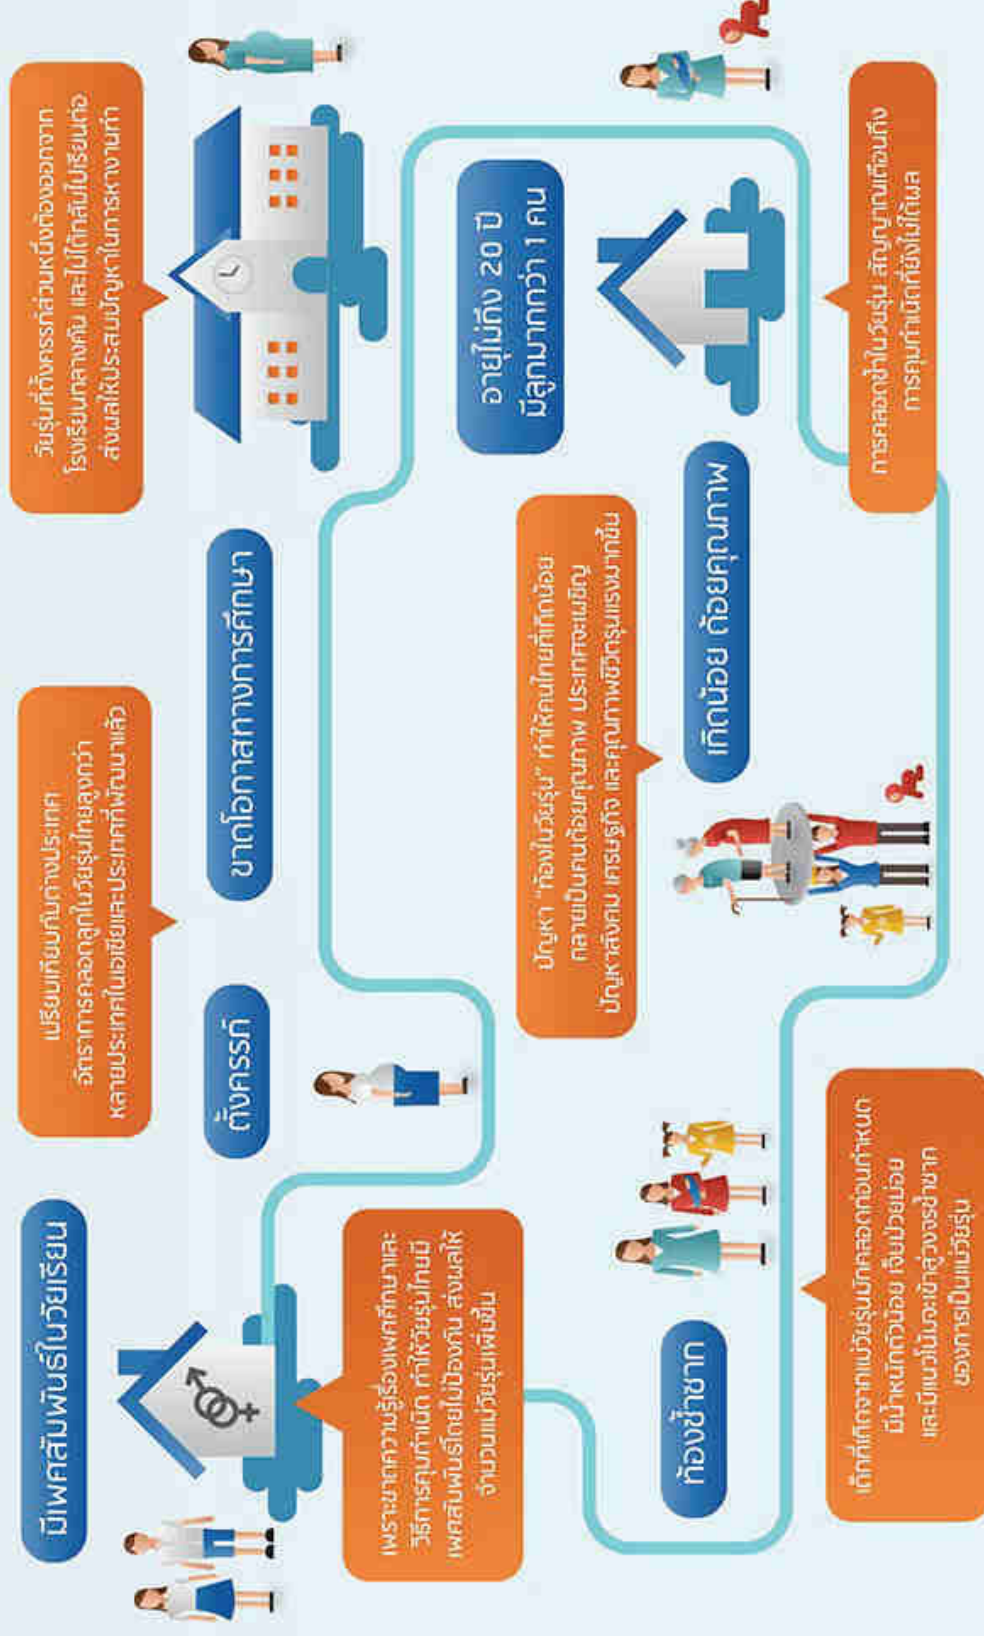 มีเพศสัมพันธ์ในวัยเรียน
เพราะขาดความรู้เรื่องเพศศึกษาและ
วิธีการคุมกำเนิด ทำให้วัยรุ่นไทยมี
เพศสัมพันธ์โดยไม่ป้องกัน ส่งผลให้
จำนวนแม่วัยรุ่นเพิ่มขึ้น
ตั้งครรภ์
เปรียบเทียบกับต่างประเทศ
อัตราการคลอดลูกในวัยรุ่นไทยสูงกว่า
หลายประเทศในเอเชียและประเทศที่พัฒนาแล้ว
ขาดโอกาสทางการศึกษา
วัยรุ่นที่ตั้งครรภ์ส่วนหนึ่งต้องออกจาก
โรงเรียนกลางคัน และไม่ได้กลับไปเรียนต่อ
ส่งผลให้ประสบปัญหาในการหางานทำ
อายุไม่ถึง 20 ปี
มีลูกมากกว่า 1 คน
การคลอดซ้ำในวัยรุ่น สัญญาณเตือนถึง
การคุมกำเนิดที่ยังไม่ได้ผล
เกิดน้อย ด้อยคุณภาพ
ปัญหา "ท้องในวัยรุ่น" ทำให้คนไทยที่เกิดน้อย
กลายเป็นคนด้อยคุณภาพ ประเทศจะเผชิญ
ปัญหาสังคม เศรษฐกิจ และคุณภาพชีวิตรุนแรงมากขึ้น
ท้องซ้ำซาก
เด็กที่เกิดจากแม่วัยรุ่นมักคลอดก่อนกำหนด
มีน้ำหนักตัวน้อย เจ็บป่วยบ่อย
และมีแนวโน้มจะเข้าสู่วงจรซ้ำซาก
ของการเป็นแม่วัยรุ่น